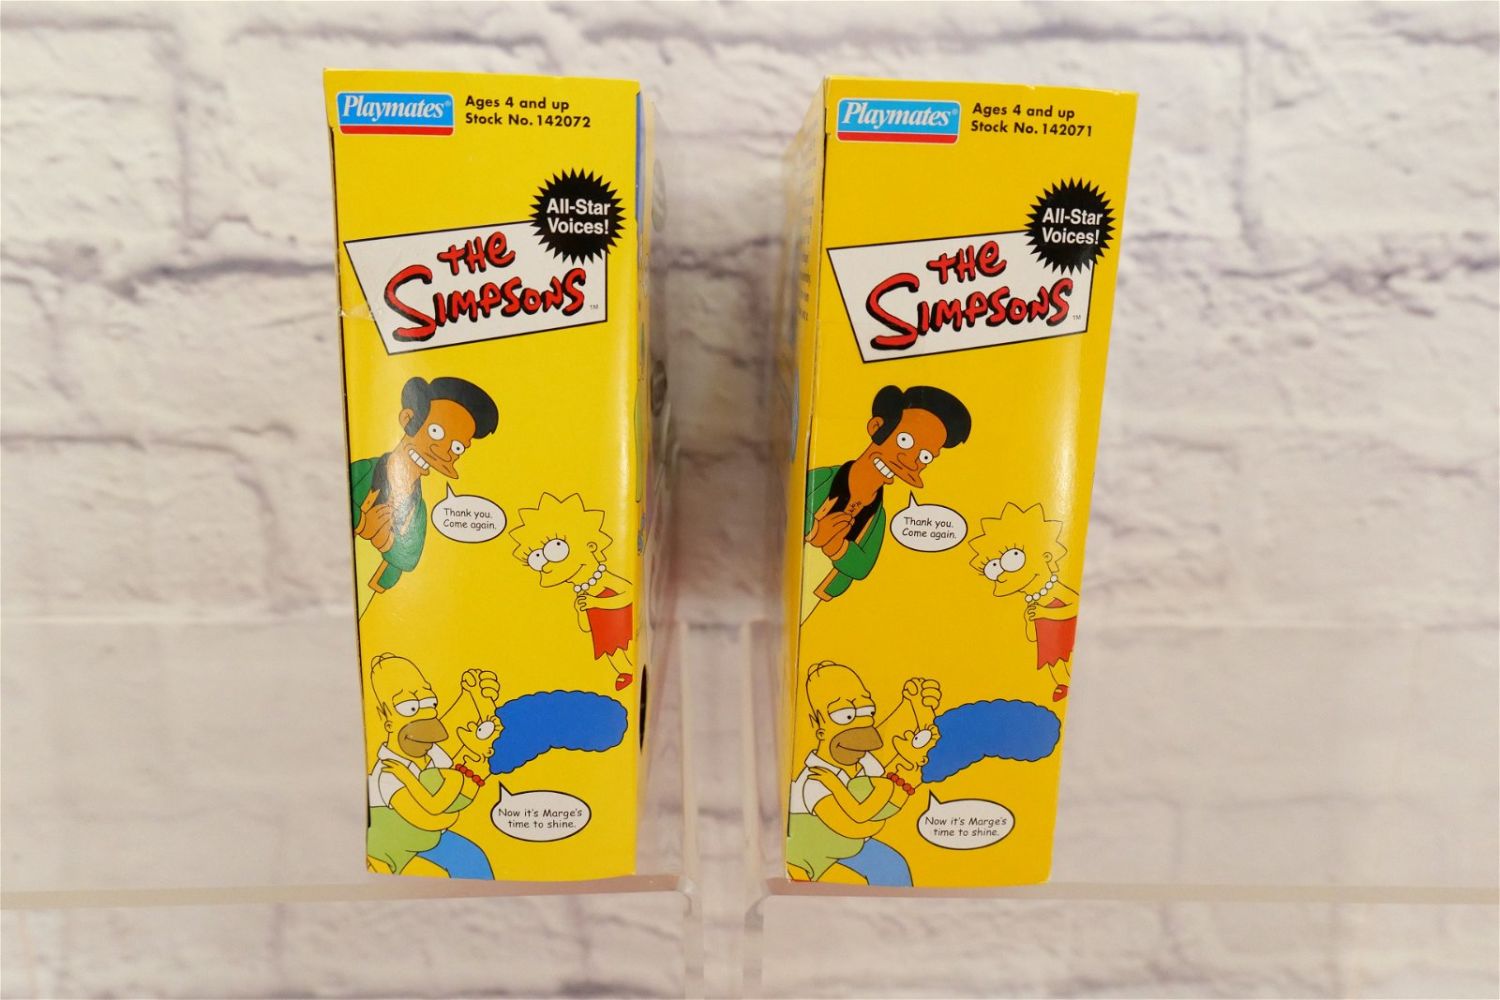 Playmates®
Ages 4 and up
Stock No. 142072
All-Star
Voices!
THE
SIMPSONS
TM
Thank you.
Come again.
Now it's Marge's
time to shine.
Playmates®
Ages 4 and up
Stock No. 142071
All-Star
Voices!
THE
SIMPSONS
TM
Thank you.
Come again.
Now it's Marge's
time to shine.